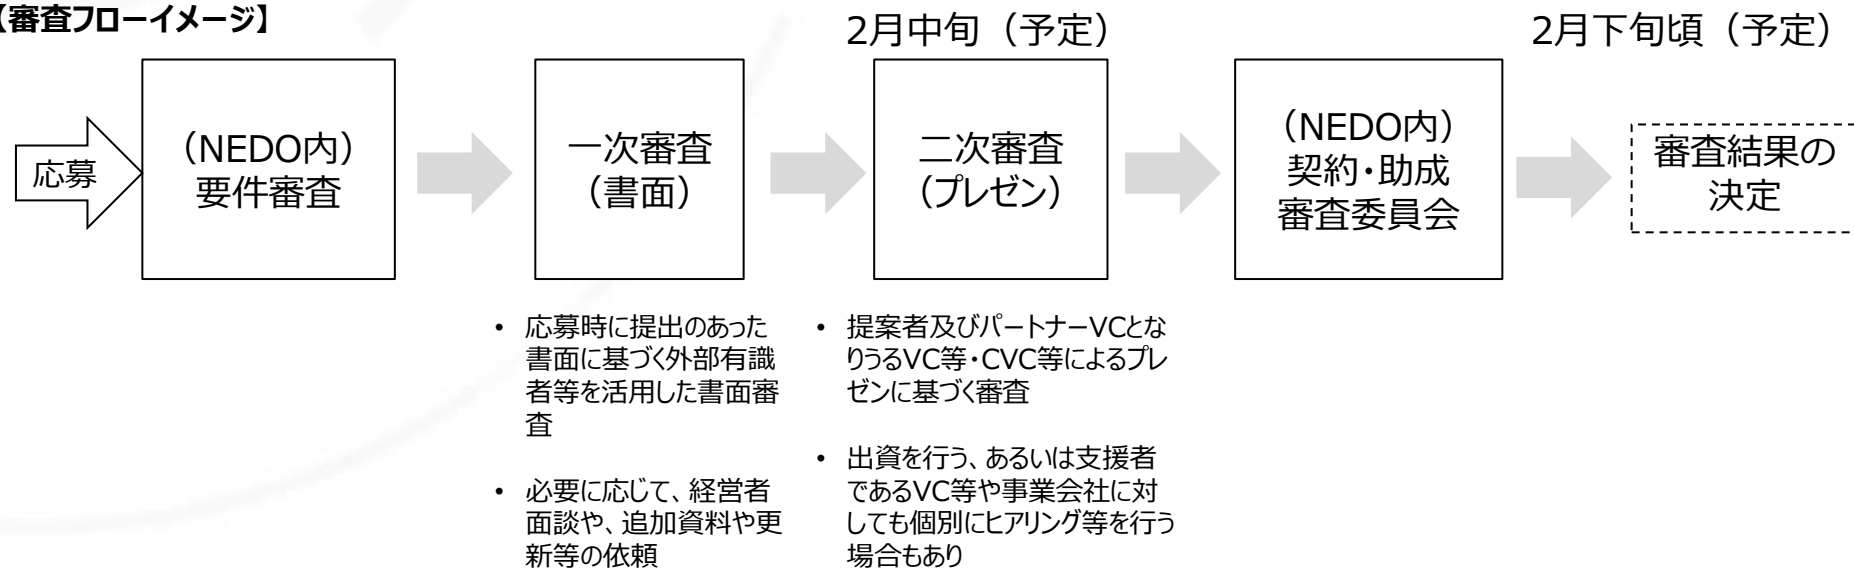 【審査フローイメージ】
2月中旬（予定）
2月下旬頃（予定）
応募
（NEDO内）
要件審査
一次審査
（書面）
二次審査
（プレゼン）
（NEDO内）
契約・助成
審査委員会
審査結果の
決定
• 応募時に提出のあった
書面に基づく外部有識
者等を活用した書面審
査
• 必要に応じて、経営者
面談や、追加資料や更
新等の依頼
• 提案者及びパートナーVCとな
りうるVC等・CVC等によるプレ
ゼンに基づく審査
• 出資を行う、あるいは支援者
であるVC等や事業会社に対
しても個別にヒアリング等を行う
場合もあり